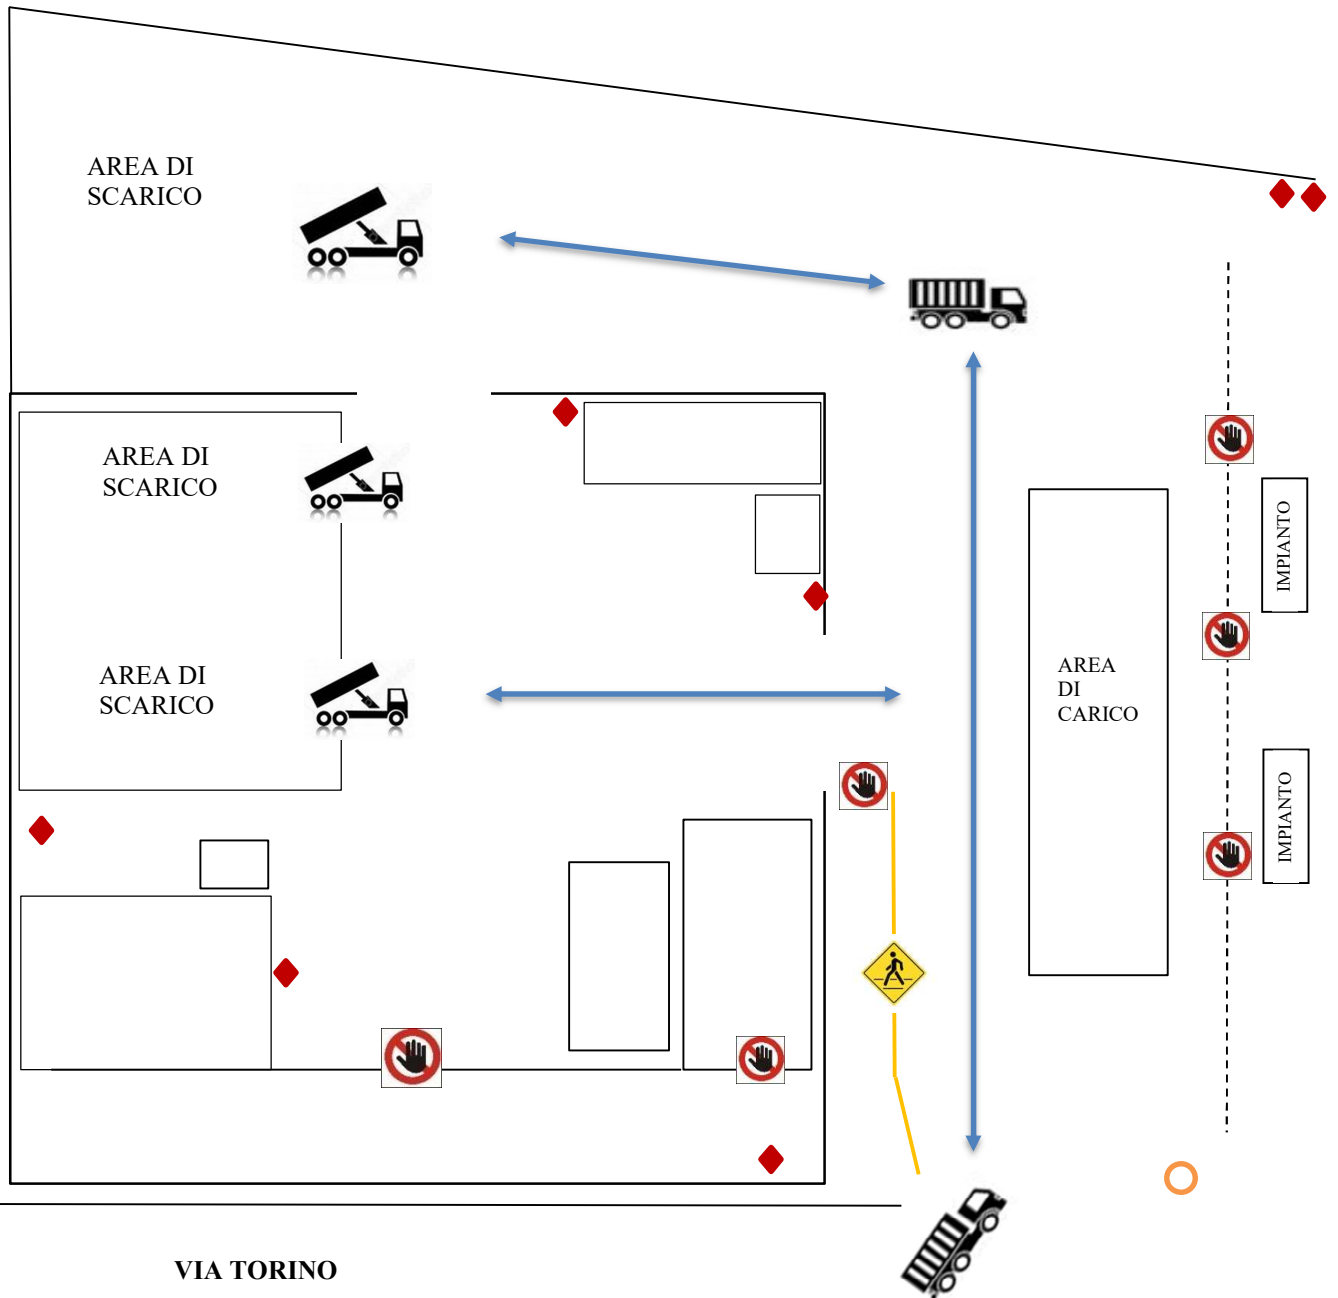 AREA DI
SCARICO
AREA DI
SCARICO
IMPIANTO
AREA DI
SCARICO
AREA
DI
CARICO
IMPIANTO
VIA TORINO